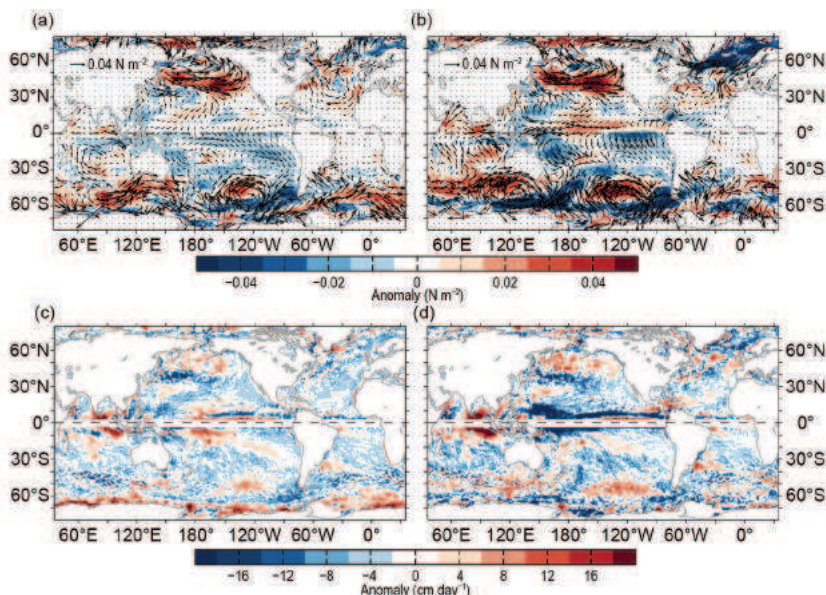 (a)
(b)
60°N
0.04 N m⁻²
0.04 N m⁻²
60°N
30°N
30°N
0°
0°
30°S
30°S
60°S
60°S
60°E 120°E 180° 120°W 60°W 0°
60°E 120°E 180° 120°W 60°W 0°
−0.04 −0.02 0 0.02 0.04
Anomaly (N m⁻²)
(c)
(d)
60°N
60°N
30°N
30°N
0°
0°
30°S
30°S
60°S
60°S
60°E 120°E 180° 120°W 60°W 0°
60°E 120°E 180° 120°W 60°W 0°
−16 −12 −8 −4 0 4 8 12 16
Anomaly (cm day⁻¹)